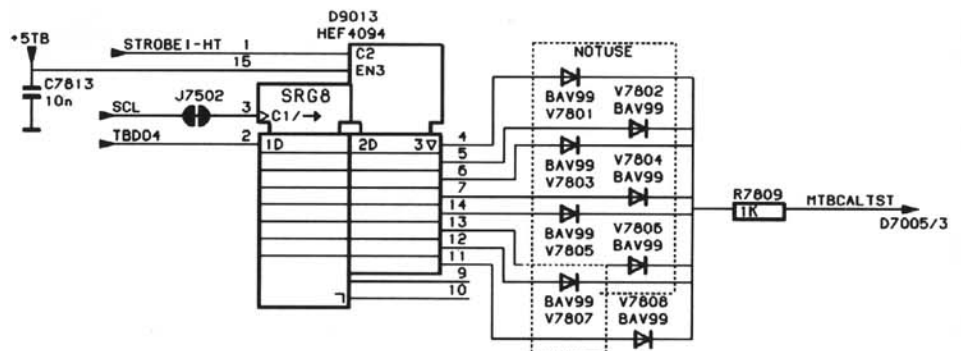 D9013
HEF4094
+5TB
STROBE1-HT 1
15
C2
EN3
NOTUSE
C7813
10n
J7502
SCL
3
C1/→
SRG8
TBD04
2
1D
2D
3▽
4
5
6
7
14
13
12
11
9
10
BAV99
V7801
V7802
BAV99
BAV99
V7803
V7804
BAV99
BAV99
V7805
V7806
BAV99
BAV99
V7807
V7808
BAV99
R7809
1K
MTBCALTST
D7005/3